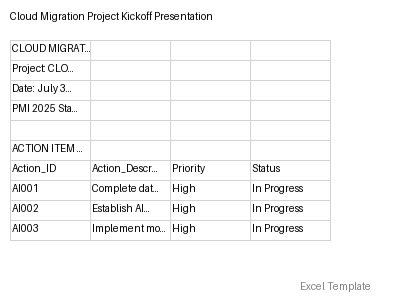 Cloud Migration Project Kickoff Presentation
CLOUD MIGRAT...
Project: CLO...
Date: July 3...
PMI 2025 Sta...
ACTION ITEM ...
Action_ID Action_Descr... Priority Status
AI001 Complete dat... High In Progress
AI002 Establish AI... High In Progress
AI003 Implement mo... High In Progress
Excel Template